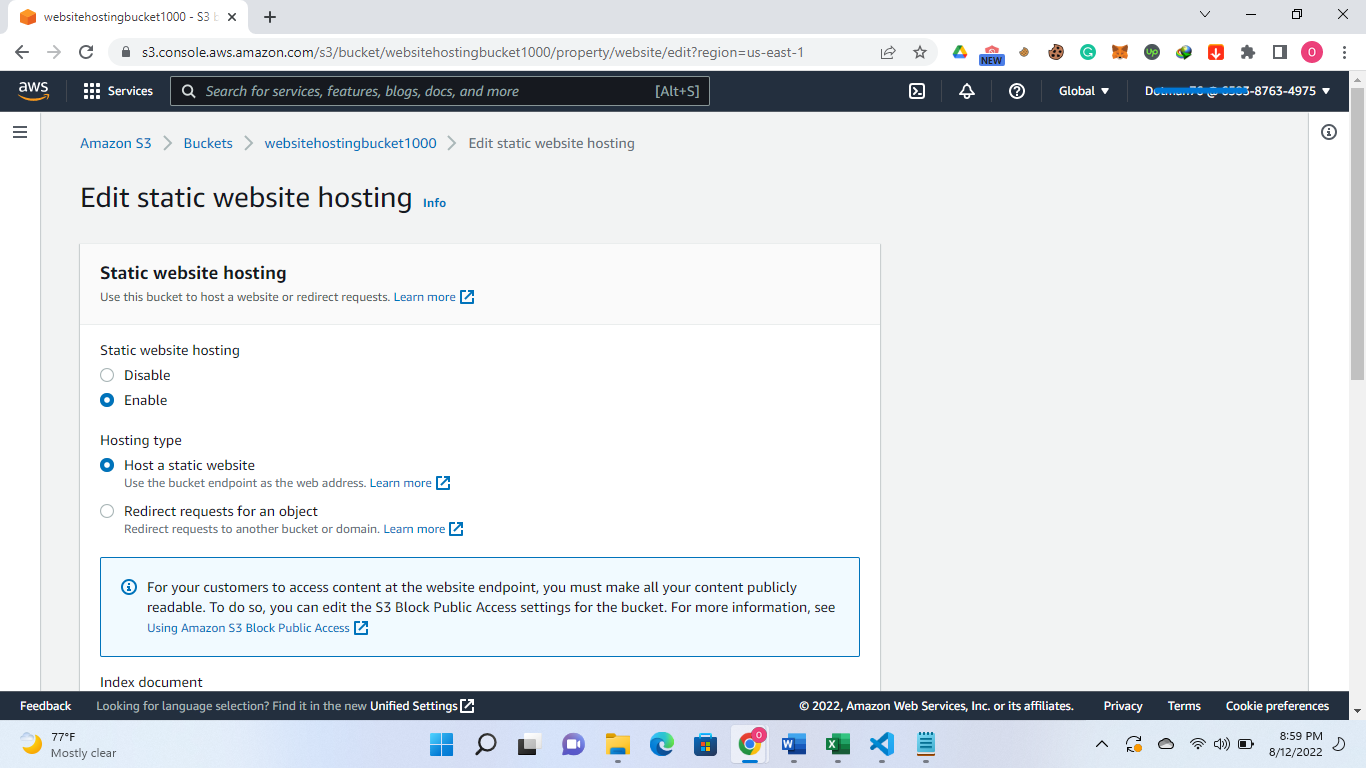 websitehostingbucket1000 - S3 b
s3.console.aws.amazon.com/s3/bucket/websitehostingbucket1000/property/website/edit?region=us-east-1
NEW
Up
O
aws
Services
Search for services, features, blogs, docs, and more
[Alt+S]
Global
-8763-4975
Amazon S3
Buckets
websitehostingbucket1000
Edit static website hosting
Edit static website hosting Info
Static website hosting
Use this bucket to host a website or redirect requests. Learn more
Static website hosting
Disable
Enable
Hosting type
Host a static website
Use the bucket endpoint as the web address. Learn more
Redirect requests for an object
Redirect requests to another bucket or domain. Learn more
For your customers to access content at the website endpoint, you must make all your content publicly
readable. To do so, you can edit the S3 Block Public Access settings for the bucket. For more information, see
Using Amazon S3 Block Public Access
Index document
Feedback
Looking for language selection? Find it in the new Unified Settings
© 2022, Amazon Web Services, Inc. or its affiliates.
Privacy
Terms
Cookie preferences
77°F
Mostly clear
0
8:59 PM
8/12/2022